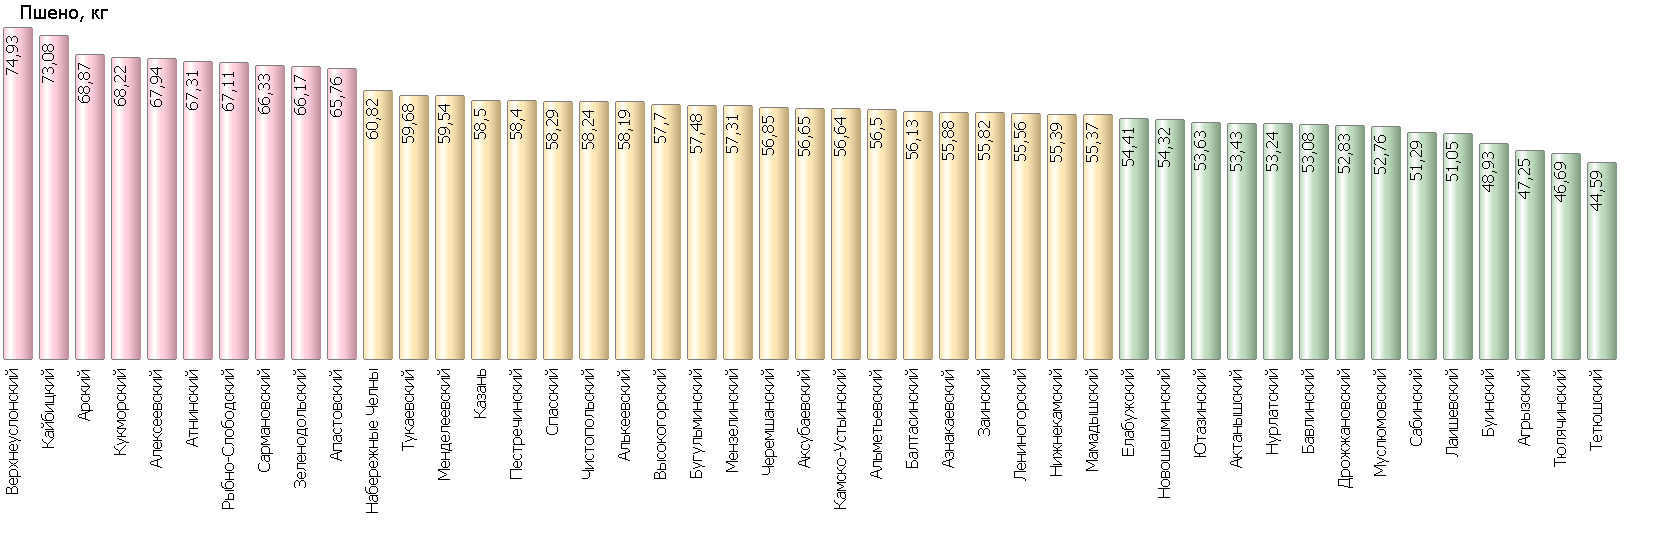 Пшено, кг
74,93
73,08
68,87
68,22
67,94
67,31
67,11
66,33
66,17
65,76
60,82
59,68
59,54
58,5
58,4
58,29
58,24
58,19
57,7
57,48
57,31
56,85
56,65
56,64
56,5
56,13
55,88
55,82
55,56
55,39
55,37
54,41
54,32
53,63
53,43
53,24
53,08
52,83
52,76
51,29
51,05
48,93
47,25
46,69
44,59
Верхнеуслонский
Кайбицкий
Арский
Кукморский
Алексеевский
Атнинский
Рыбно-Слободский
Сармановский
Зеленодольский
Апастовский
Набережные Челны
Тукаевский
Менделеевский
Казань
Пестречинский
Спасский
Чистопольский
Алькеевский
Высокогорский
Бугульминский
Мензелинский
Черемшанский
Аксубаевский
Камско-Устьинский
Альметьевский
Балтасинский
Азнакаевский
Заинский
Лениногорский
Нижнекамский
Мамадышский
Елабужский
Новошешминский
Ютазинский
Актанышский
Нурлатский
Бавлинский
Дрожжановский
Муслюмовский
Сабинский
Лаишевский
Буинский
Агрызский
Тюлячинский
Тетюшский